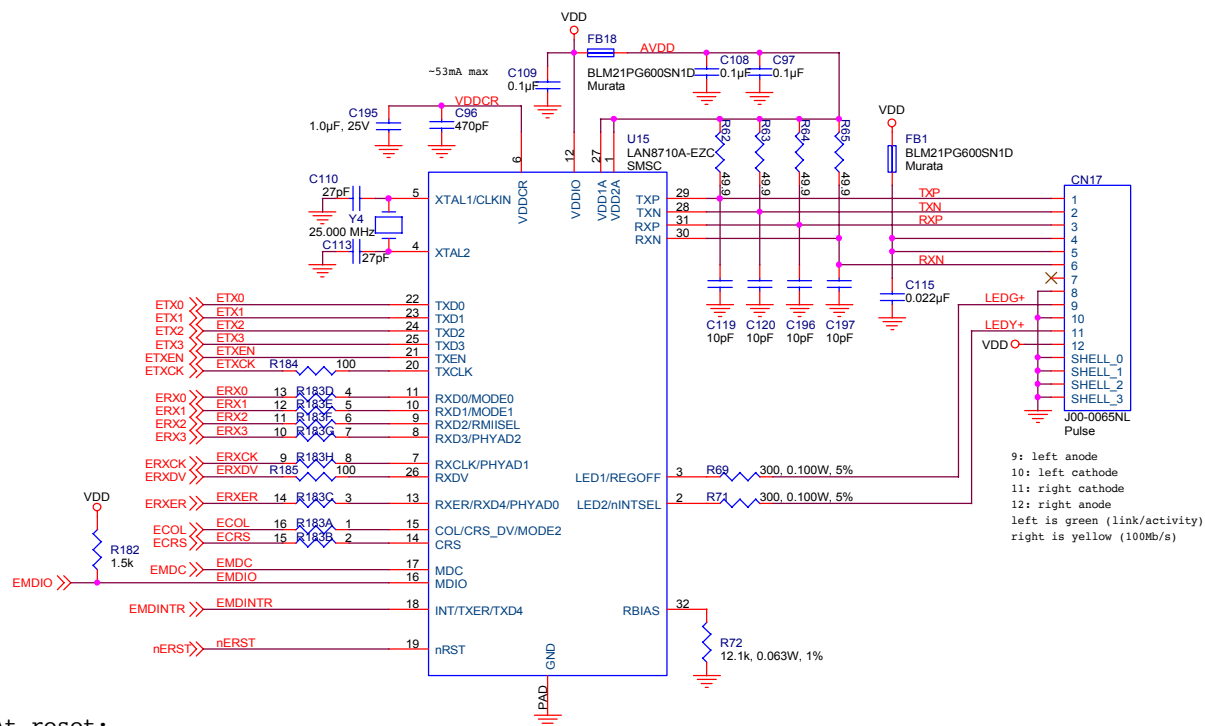 VDD
FB18
AVDD
BLM21PG600SN1D
Murata
C109
0.1µF
C108
0.1µF
C97
0.1µF
~53mA max
VDDCR
C195
1.0µF, 25V
C96
470pF
VDD
FB1
BLM21PG600SN1D
Murata
R62
49.9
R63
49.9
R64
49.9
R65
49.9
U15
LAN8710A-EZC
SMSC
6
12
27
1
VDDCR
VDDIO
VDD1A
VDD2A
C110
27pF
Y4
25.000 MHz
C113
27pF
5
XTAL1/CLKIN
4
XTAL2
TXP
29
TXP
TXN
28
TXN
RXP
31
RXP
RXN
30
RXN
CN17
1
2
3
4
5
6
7
8
9
10
11
12
SHELL_0
SHELL_1
SHELL_2
SHELL_3
J00-0065NL
Pulse
C119
10pF
C120
10pF
C196
10pF
C197
10pF
C115
0.022µF
LEDG+
LEDY+
VDD
ETX0
ETX0
22
TXD0
ETX1
ETX1
23
TXD1
ETX2
ETX2
24
TXD2
ETX3
ETX3
25
TXD3
ETXEN
ETXEN
21
TXEN
ETXCK
ETXCK
R184
100
20
TXCLK
ERX0
ERX0
13
R183D
4
11
RXD0/MODE0
ERX1
ERX1
12
R183E
5
10
RXD1/MODE1
ERX2
ERX2
11
R183F
6
9
RXD2/RMIISEL
ERX3
ERX3
10
R183G
7
8
RXD3/PHYAD2
ERXCK
ERXCK
9
R183H
8
7
RXCLK/PHYAD1
ERXDV
ERXDV
R185
100
26
RXDV
ERXER
ERXER
14
R183C
3
13
RXER/RXD4/PHYAD0
ECOL
ECOL
16
R183A
1
15
COL/CRS_DV/MODE2
ECRS
ECRS
15
R183B
2
14
CRS
VDD
R182
1.5k
EMDC
EMDC
17
MDC
EMDIO
EMDIO
16
MDIO
EMDINTR
EMDINTR
18
INT/TXER/TXD4
nERST
nERST
19
nRST
LED1/REGOFF
3
R69
300, 0.100W, 5%
LED2/nINTSEL
2
R71
300, 0.100W, 5%
RBIAS
32
R72
12.1k, 0.063W, 1%
GND
PAD
9: left anode
10: left cathode
11: right cathode
12: right anode
left is green (link/activity)
right is yellow (100Mb/s)
reset: